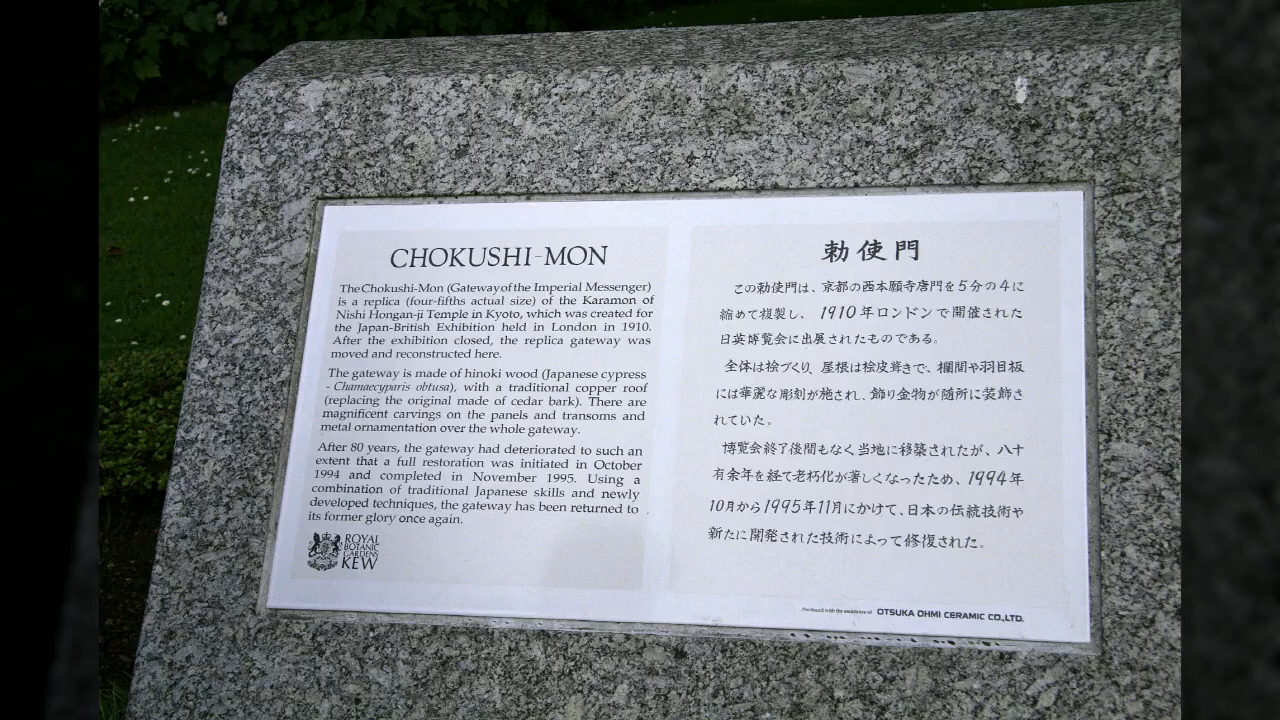 CHOKUSHI-MON
The Chokushi-Mon (Gateway of the Imperial Messenger)
is a replica (four-fifths actual size) of the Karamon of
Nishi Hongan-ji Temple in Kyoto, which was created for
the Japan-British Exhibition held in London in 1910.
After the exhibition closed, the replica gateway was
moved and reconstructed here.
The gateway is made of hinoki wood (Japanese cypress
- Chamaecyparis obtusa), with a traditional copper roof
(replacing the original made of cedar bark). There are
magnificent carvings on the panels and transoms and
metal ornamentation over the whole gateway.
After 80 years, the gateway had deteriorated to such an
extent that a full restoration was initiated in October
1994 and completed in November 1995. Using a
combination of traditional Japanese skills and newly
developed techniques, the gateway has been returned to
its former glory once again.
ROYAL
BOTANIC
GARDENS
KEW
勅使門
この勅使門は、京都の西本願寺唐門を5分の4に
縮めて複製し、1910年ロンドンで開催された
日英博覧会に出展されたものである。
全体は桧づくり、屋根は桧皮葺きで、欄間や羽目板
には華麗な彫刻が施され、飾り金物が随所に装飾さ
れていた。
博覧会終了後間もなく当地に移築されたが、八十
有余年を経て老朽化が著しくなったため、1994年
10月から1995年11月にかけて、日本の伝統技術や
新たに開発された技術によって修復された。
Produced with the assistance of OTSUKA OHMI CERAMIC CO.,LTD.